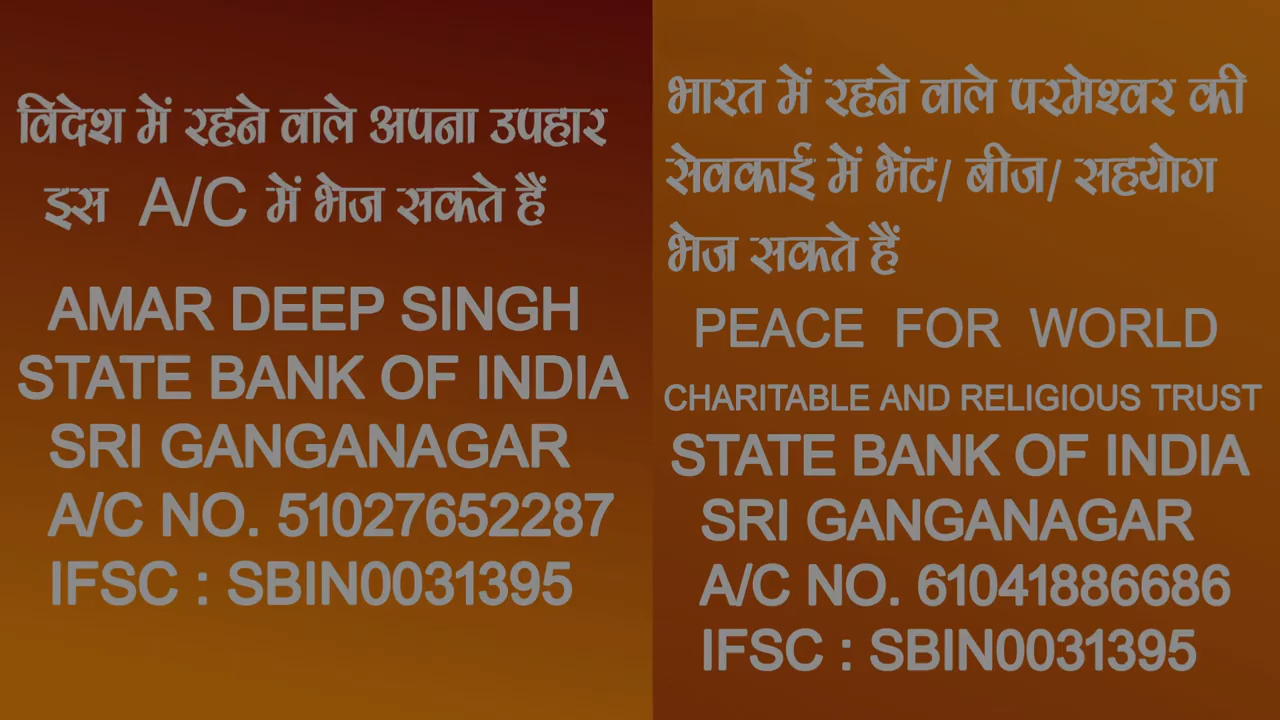 विदेश में रहने वाले अपना उपहार
इस A/C में भेज सकते हैं
AMAR DEEP SINGH
STATE BANK OF INDIA
SRI GANGANAGAR
A/C NO. 51027652287
IFSC : SBIN0031395
भारत में रहने वाले परमेश्वर की
सेवकाई में भेंट/ बीज/ सहयोग
भेज सकते हैं
PEACE FOR WORLD
CHARITABLE AND RELIGIOUS TRUST
STATE BANK OF INDIA
SRI GANGANAGAR
A/C NO. 61041886686
IFSC : SBIN0031395